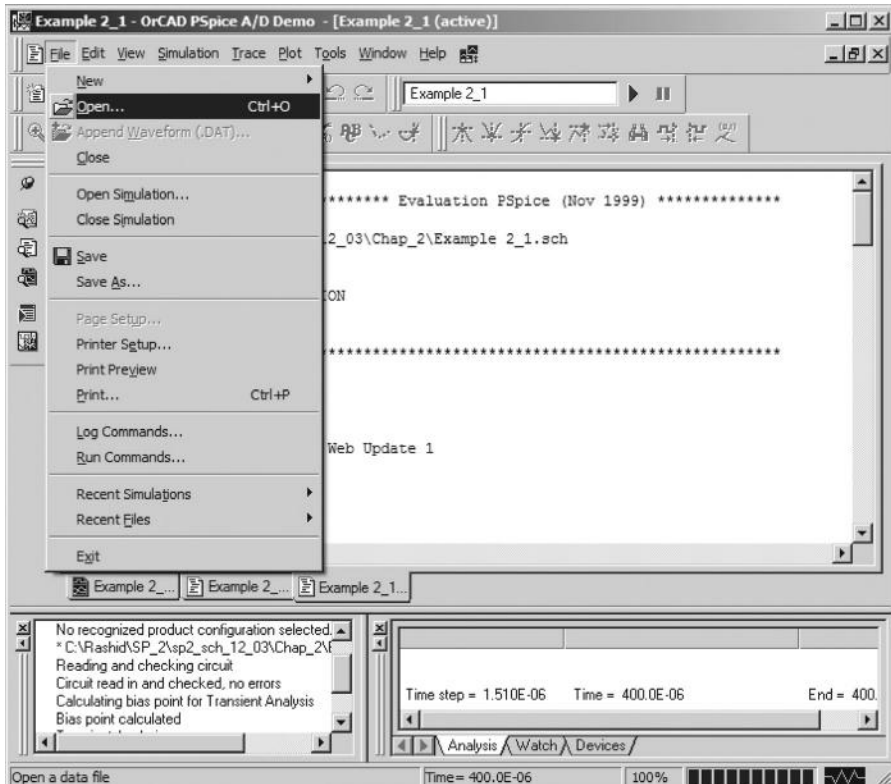 Example 2_1 - OrCAD PSpice A/D Demo - [Example 2_1 (active)]
File Edit View Simulation Trace Plot Tools Window Help
Example 2_1
New
Open... Ctrl+O
Append Waveform (.DAT)...
Close
Open Simulation...
Close Simulation
Save
Save As...
Page Setup...
Printer Setup...
Print Preview
Print... Ctrl+P
Log Commands...
Run Commands...
Recent Simulations
Recent Files
Exit
******* Evaluation PSpice (Nov 1999) **************
2_03\Chap_2\Example 2_1.sch
ION
****************************************************
Web Update 1
Example 2_... Example 2_... Example 2_1...
No recognized product configuration selected.
* C:\Rashid\SP_2\sp2_sch_12_03\Chap_2\E
Reading and checking circuit
Circuit read in and checked, no errors
Calculating bias point for Transient Analysis
Bias point calculated
Time step = 1.510E-06 Time = 400.0E-06 End = 400.
Analysis Watch Devices
Open a data file Time= 400.0E-06 100%